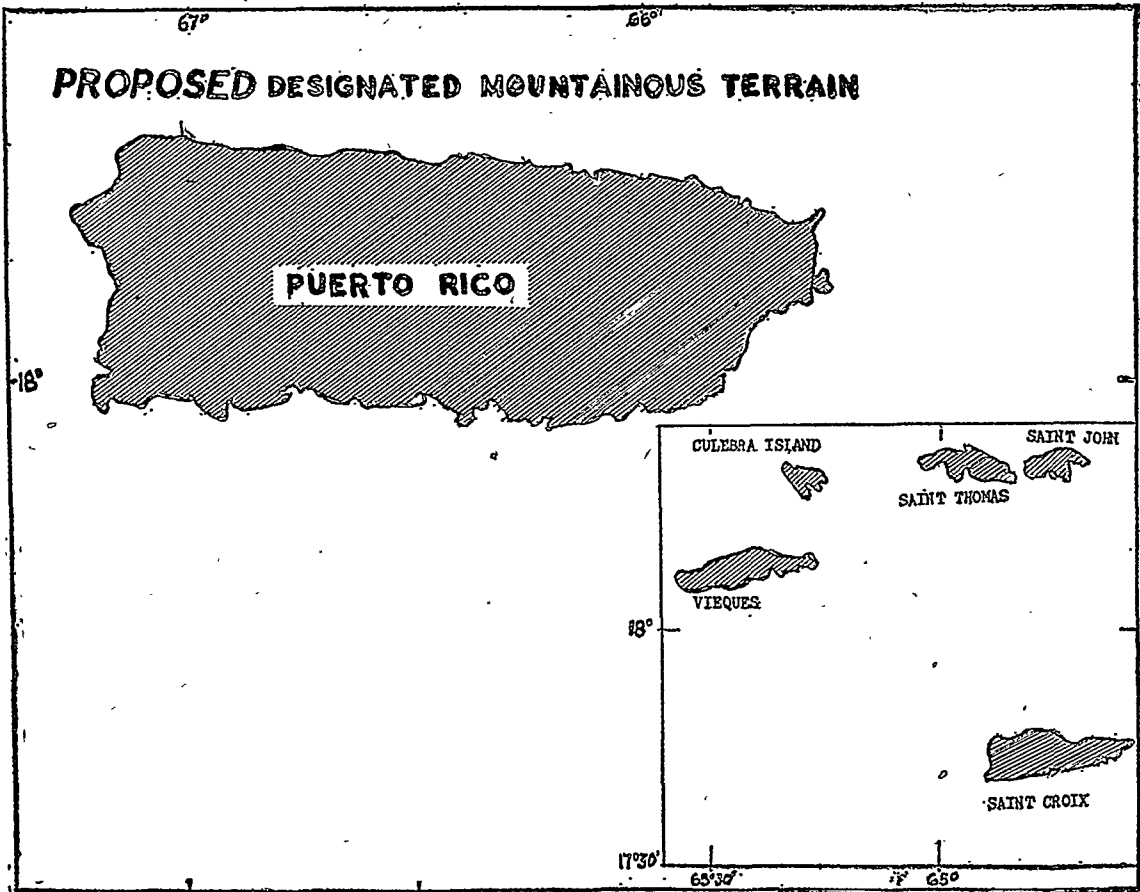 67° 66°
PROPOSED DESIGNATED MOUNTAINOUS TERRAIN
PUERTO RICO
18°
CULEBRA ISLAND
SAINT JOHN
SAINT THOMAS
VIEQUES
18°
SAINT CROIX
17°30'
65°30' 65°